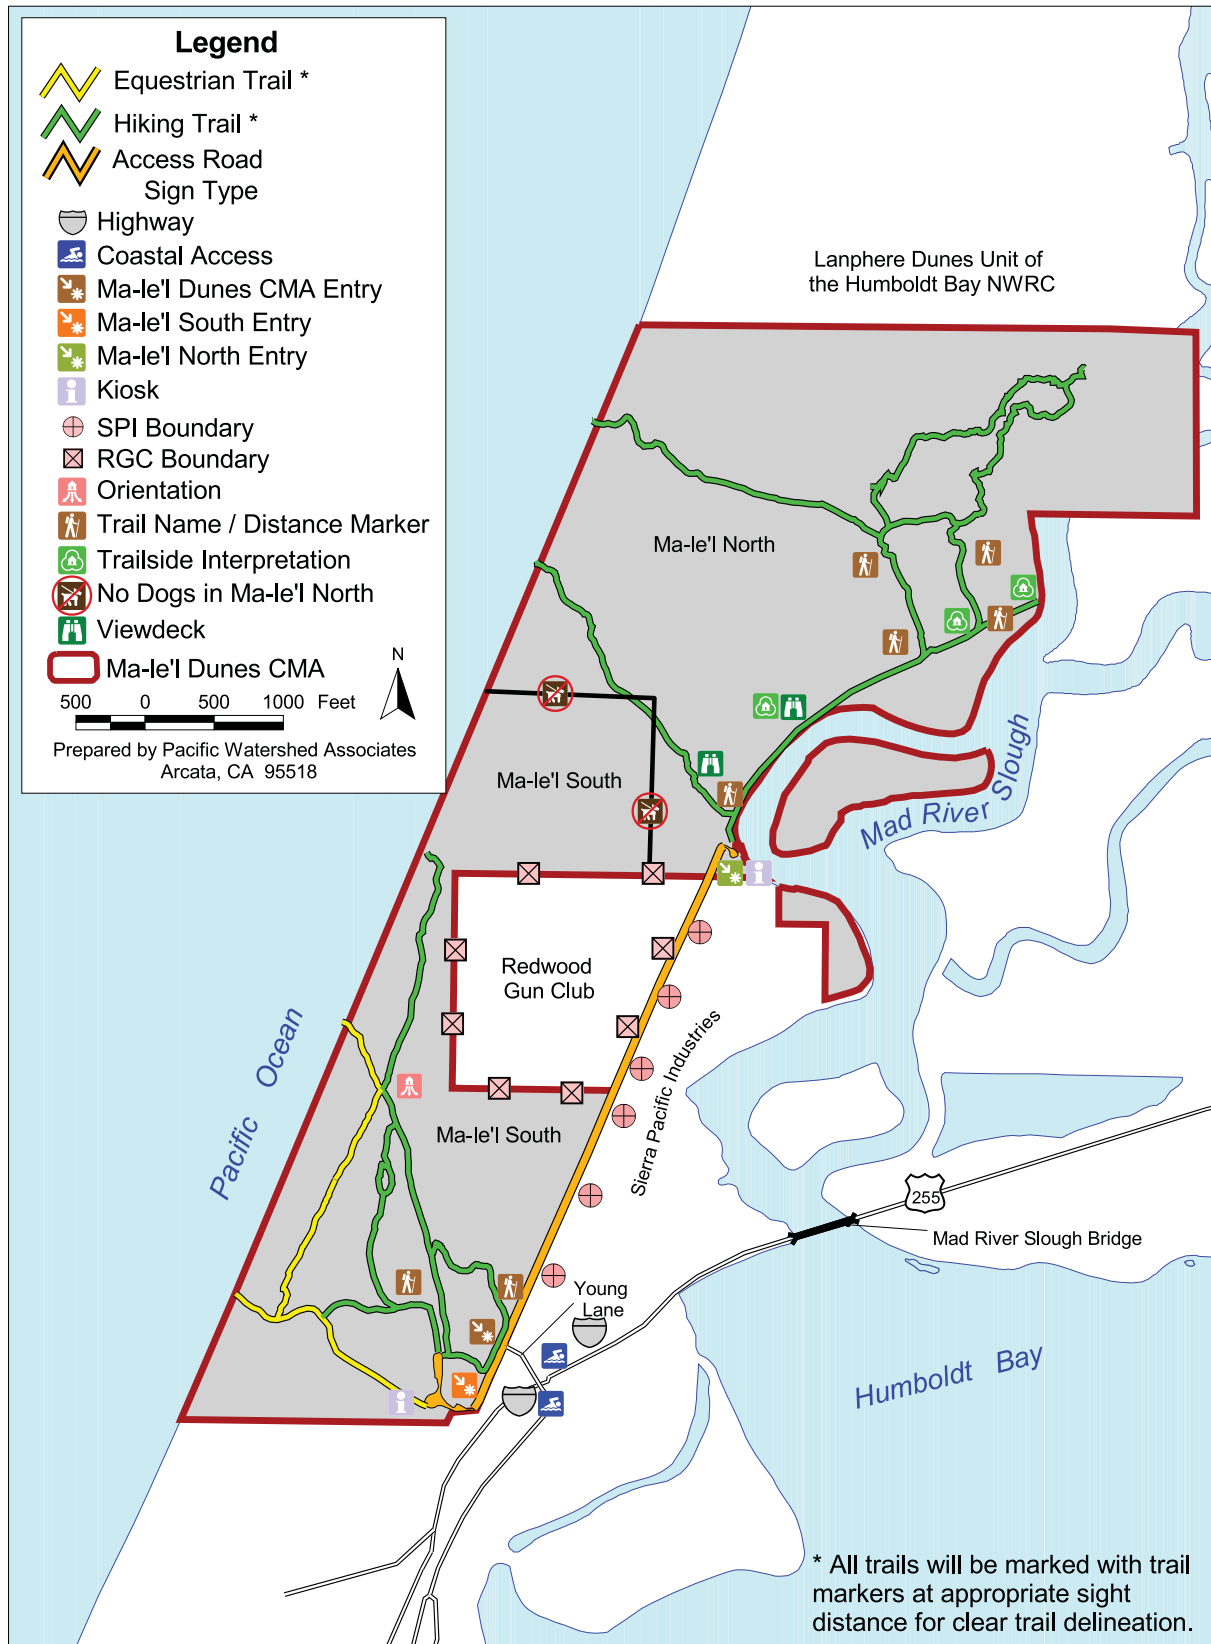 Legend
Equestrian Trail *
Hiking Trail *
Access Road
Sign Type
Highway
Coastal Access
Ma-le'l Dunes CMA Entry
Ma-le'l South Entry
Ma-le'l North Entry
Kiosk
SPI Boundary
RGC Boundary
Orientation
Trail Name / Distance Marker
Trailside Interpretation
No Dogs in Ma-le'l North
Viewdeck
Ma-le'l Dunes CMA
N
500 0 500 1000 Feet
Prepared by Pacific Watershed Associates
Arcata, CA 95518
Lanphere Dunes Unit of
the Humboldt Bay NWRC
Ma-le'l North
Ma-le'l South
Mad River Slough
Redwood
Gun Club
Sierra Pacific Industries
Pacific Ocean
Ma-le'l South
255
Mad River Slough Bridge
Young
Lane
Humboldt Bay
* All trails will be marked with trail
markers at appropriate sight
distance for clear trail delineation.